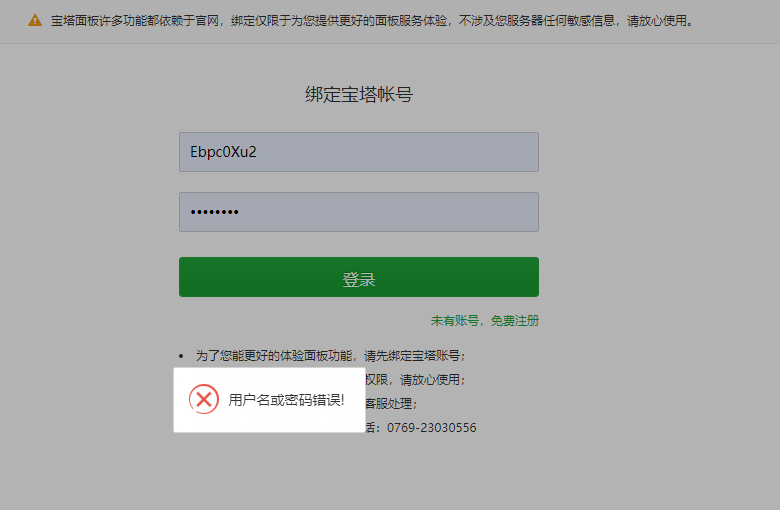 宝塔面板许多功能都依赖于官网，绑定仅限于为您提供更好的面板服务体验，不涉及您服务器任何敏感信息，请放心使用。
绑定宝塔帐号
Ebpc0Xu2
••••••••
登录
未有账号，免费注册
为了您能更好的体验面板功能，请先绑定宝塔账号；
权限，请放心使用；
用户名或密码错误!
客服处理；
：0769-23030556